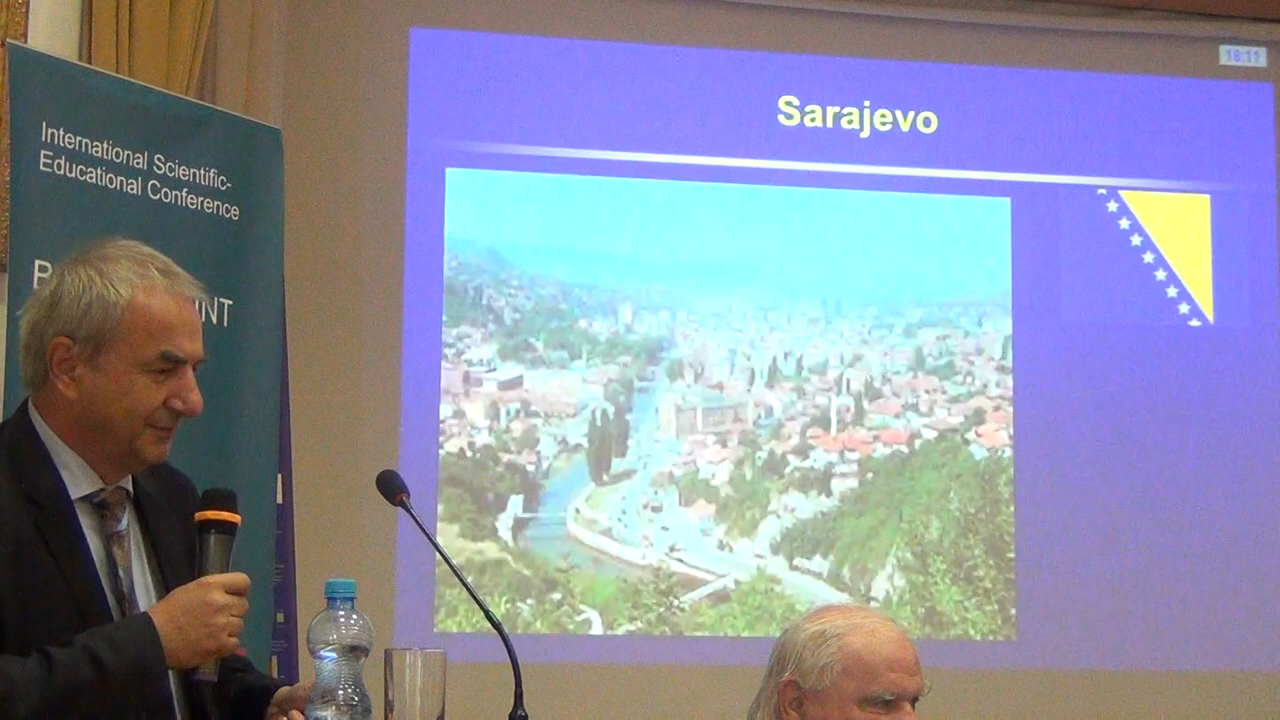 International Scientific-
Educational Conference
Sarajevo
18:11